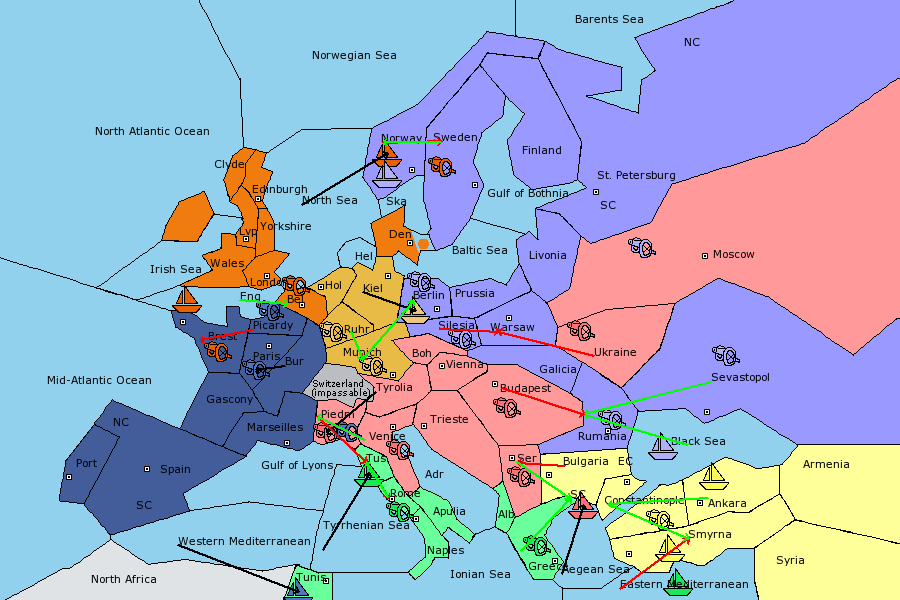 Barents Sea
NC
Norwegian Sea
North Atlantic Ocean
Norway
Sweden
Finland
Clyde
St. Petersburg
Edinburgh
Gulf of Bothnia
North Sea
Ska
SC
Yorkshire
Lvp
Den
Baltic Sea
Moscow
Livonia
Hel
Wales
Irish Sea
London
Hol
Kiel
Berlin
Prussia
Eng
Bel
Picardy
Ruhr
Silesia
Warsaw
Brest
Paris
Munich
Boh
Ukraine
Bur
Vienna
Galicia
Mid-Atlantic Ocean
Switzerland
(impassable)
Tyrolia
Budapest
Sevastopol
Gascony
Piedm
NC
Marseilles
Venice
Trieste
Rumania
Black Sea
Port
Spain
Gulf of Lyons
Tus
Ser
Bulgaria
EC
Armenia
Adr
SC
Rome
Constantinople
Ankara
SC
Apulia
Alb
Tyrrhenian Sea
Smyrna
Western Mediterranean
Naples
Greece
Aegean Sea
Syria
North Africa
Tunis
Ionian Sea
Eastern Mediterranean